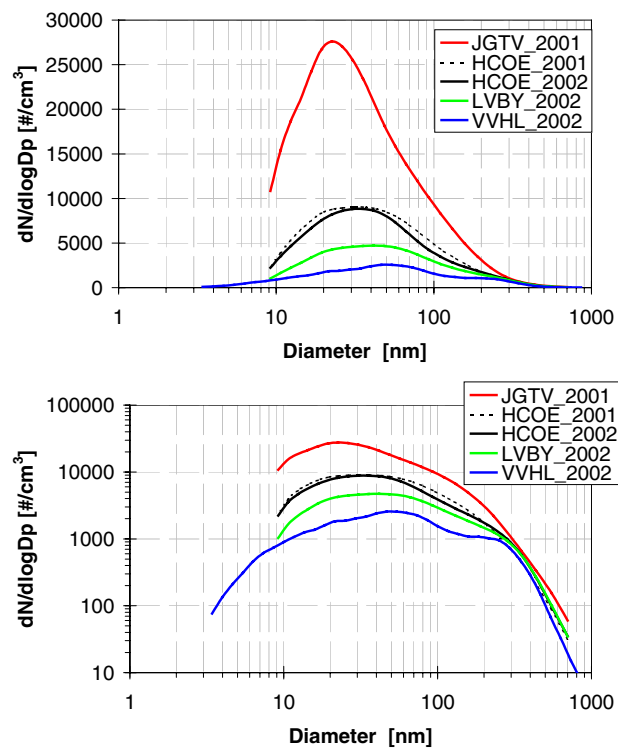 30000
25000
20000
15000
10000
5000
0
dN/dlogDp [#/cm³]
JGTV_2001
HCOE_2001
HCOE_2002
LVBY_2002
VVHL_2002
1 10 100 1000
Diameter [nm]
100000
10000
1000
100
10
dN/dlogDp [#/cm³]
JGTV_2001
HCOE_2001
HCOE_2002
LVBY_2002
VVHL_2002
1 10 100 1000
Diameter [nm]